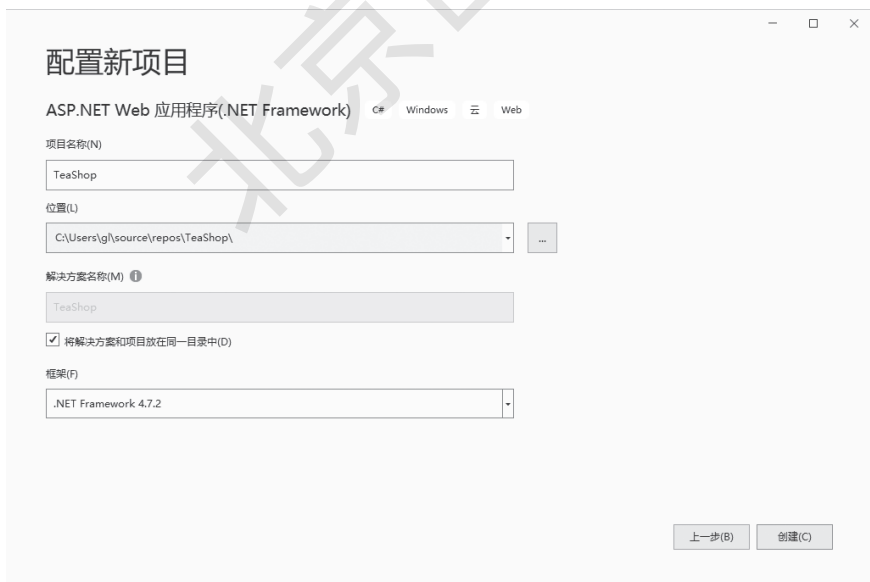 配置新项目
ASP.NET Web 应用程序(.NET Framework) C# Windows 云 Web
项目名称(N)
TeaShop
位置(L)
C:\Users\gl\source\repos\TeaShop\
...
解决方案名称(M)
TeaShop
将解决方案和项目放在同一目录中(D)
框架(F)
.NET Framework 4.7.2
上一步(B) 创建(C)
北京